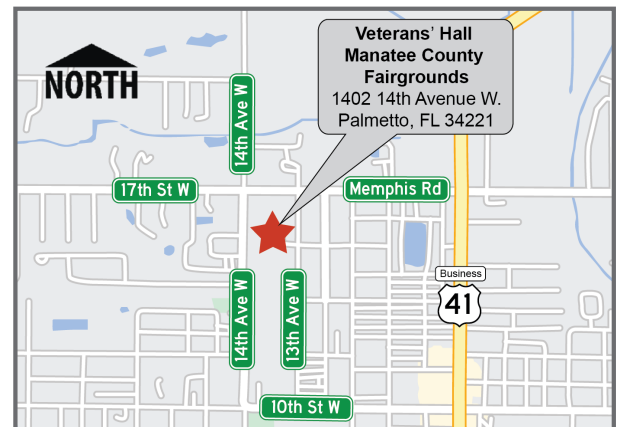 Veterans' Hall
Manatee County
Fairgrounds
1402 14th Avenue W.
Palmetto, FL 34221
NORTH
14th Ave W
17th St W
Memphis Rd
14th Ave W
13th Ave W
Business
41
10th St W